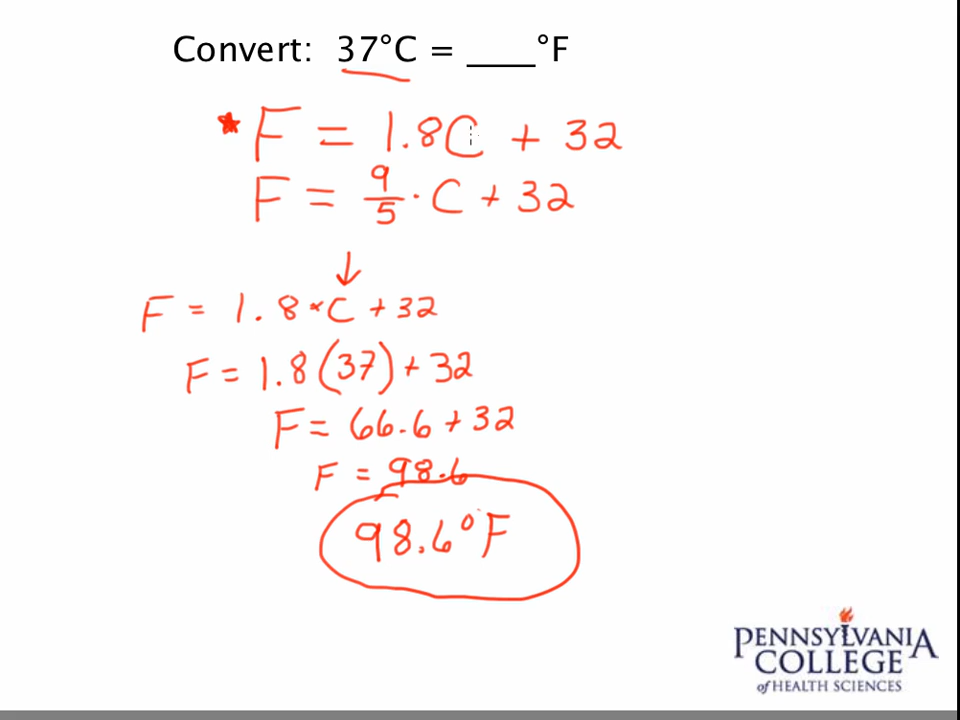 Convert: 37°C = ____°F
* F = 1.8C + 32
F = 9/5 · C + 32
F = 1.8 * C + 32
F = 1.8 (37) + 32
F = 66.6 + 32
F = 98.6
98.6°F
PENNSYLVANIA
COLLEGE
of HEALTH SCIENCES